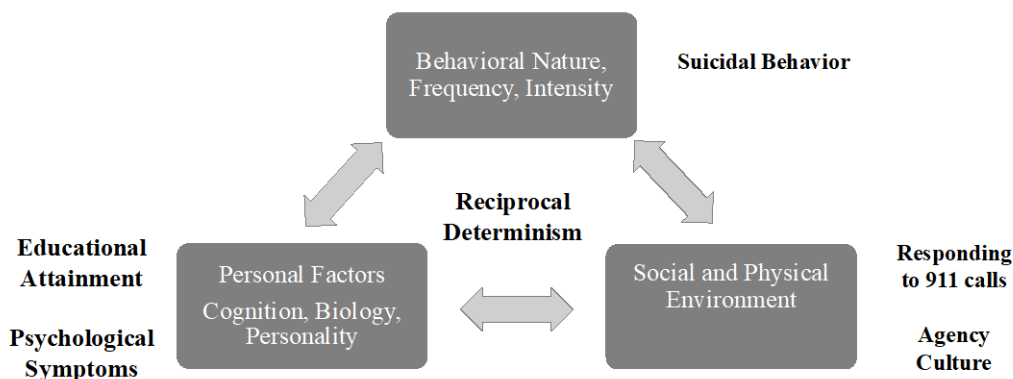 Behavioral Nature,
Frequency, Intensity
Suicidal Behavior
Reciprocal
Determinism
Educational
Attainment
Psychological
Symptoms
Personal Factors
Cognition, Biology,
Personality
Social and Physical
Environment
Responding
to 911 calls
Agency
Culture